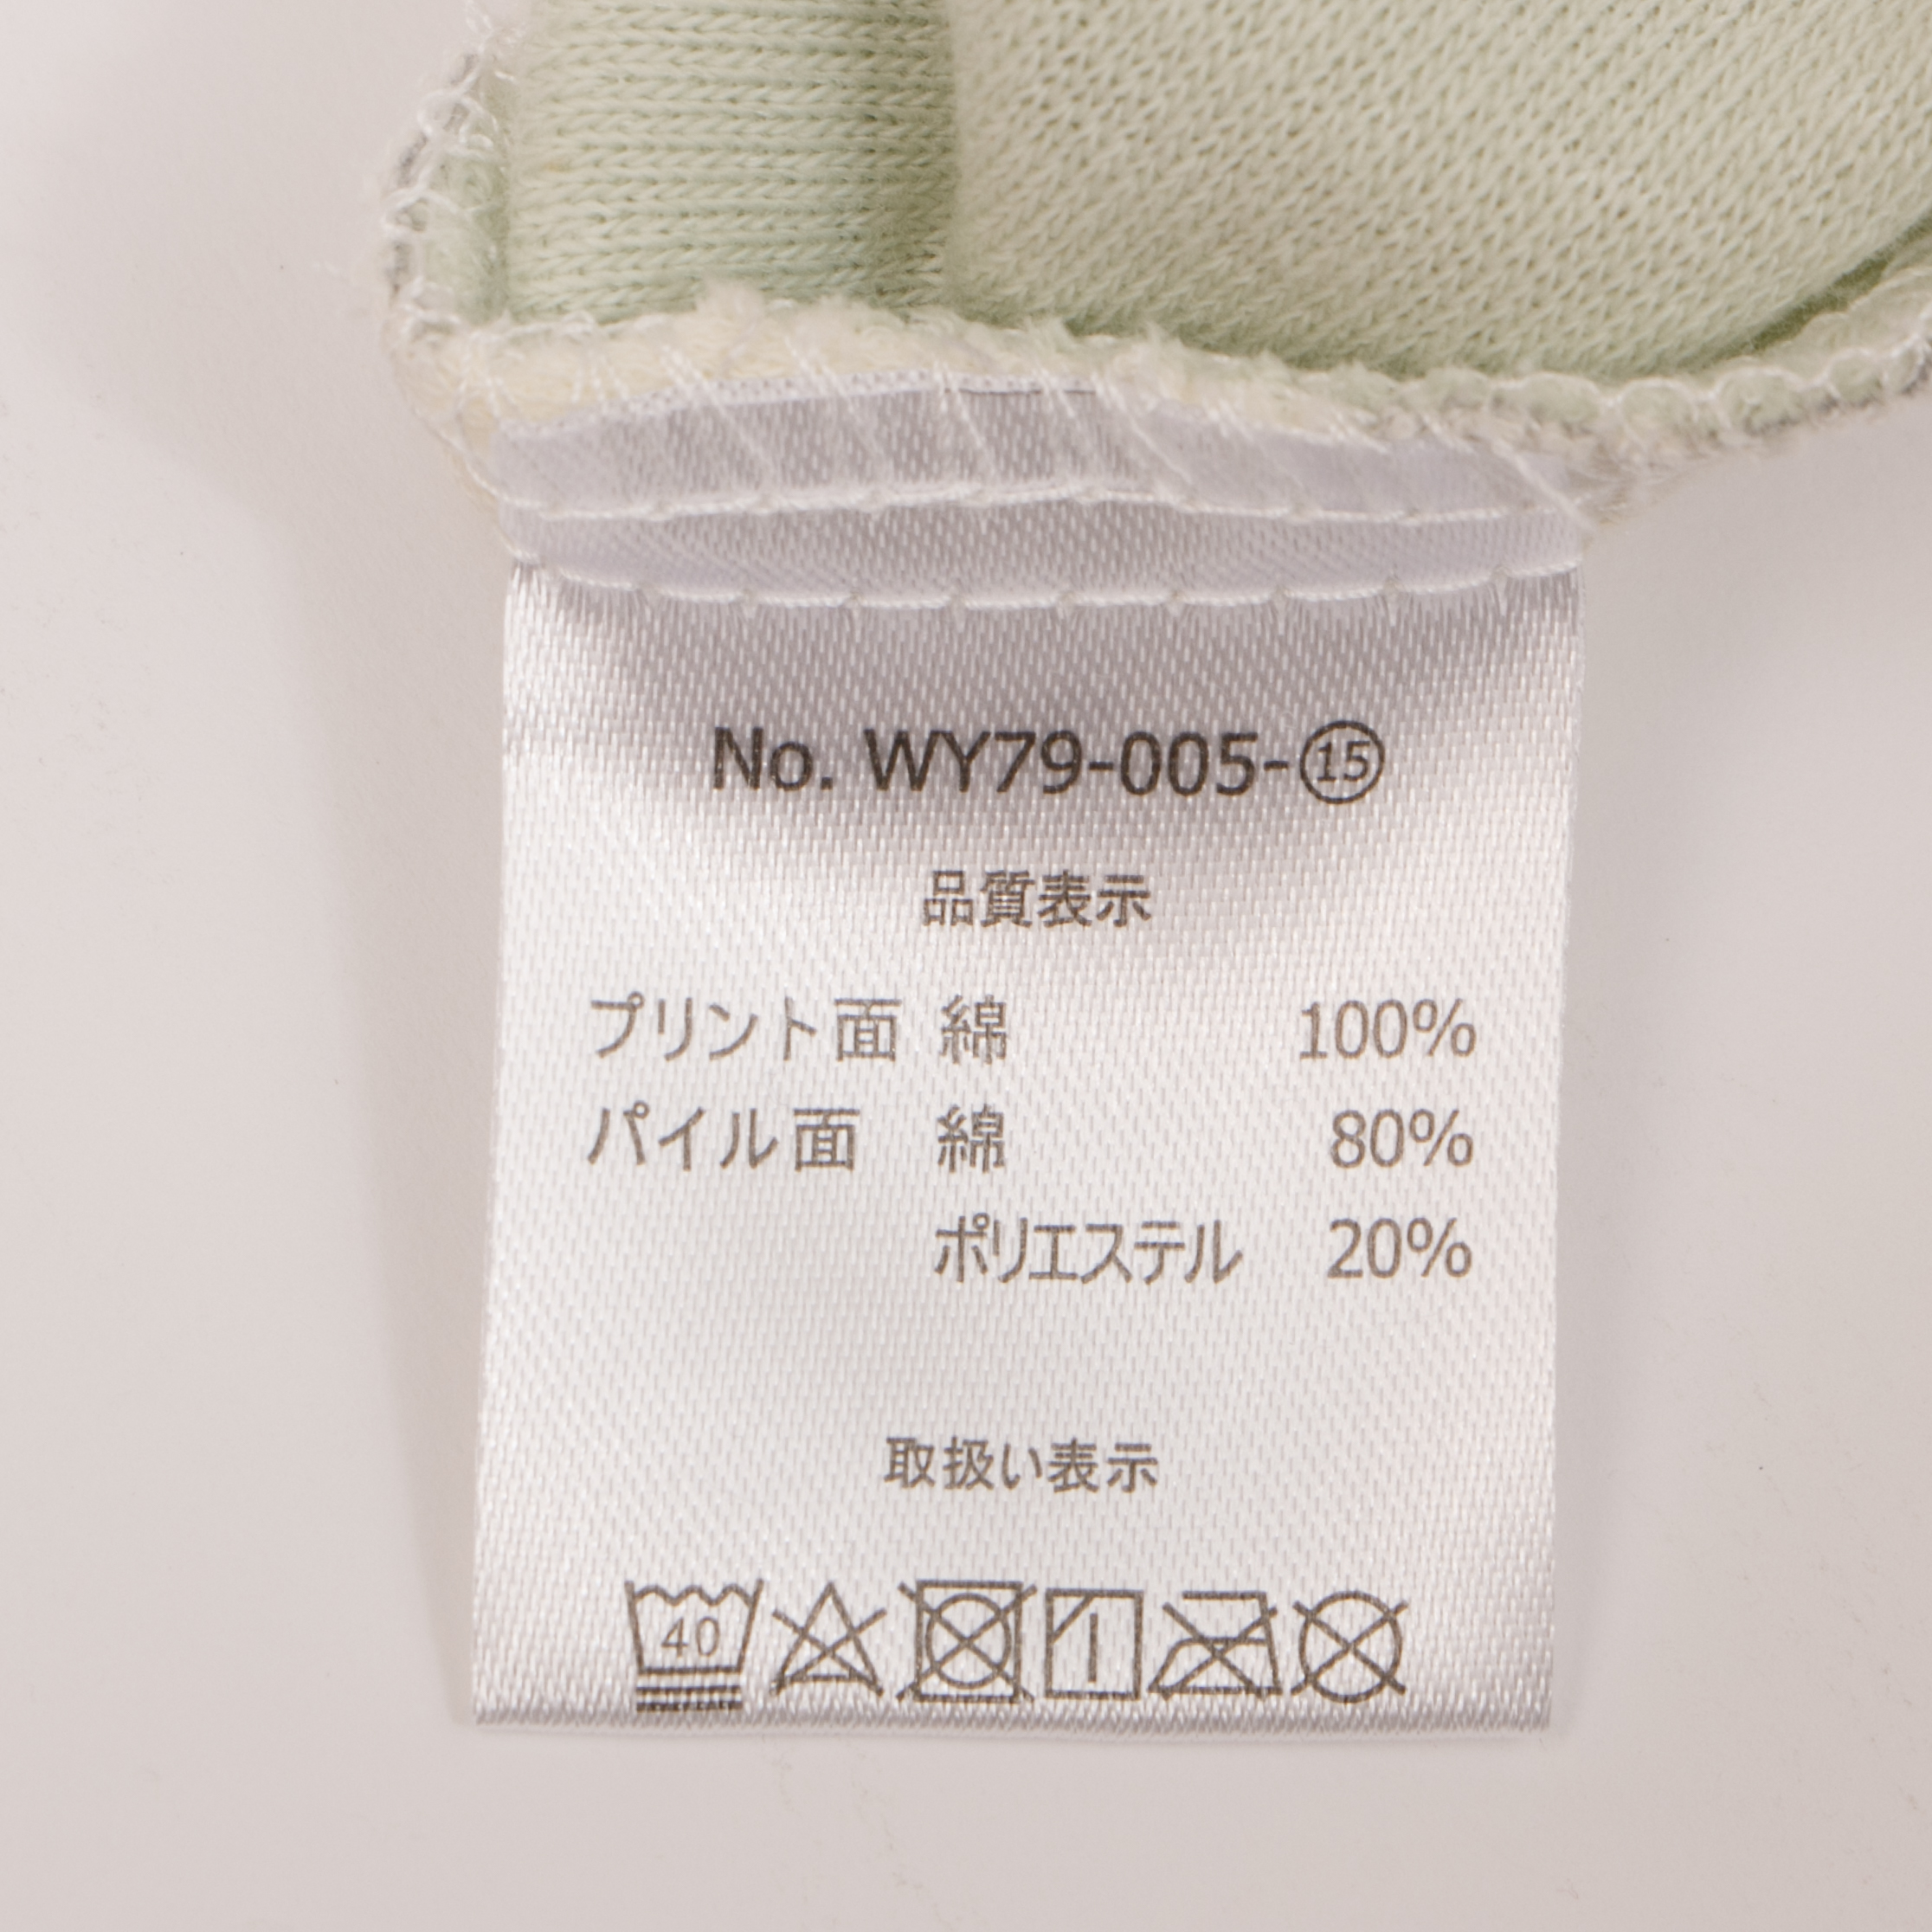 No. WY79-005-⑮
品質表示
プリント面 綿 100%
パイル面 綿 80%
ポリエステル 20%
取扱い表示
40